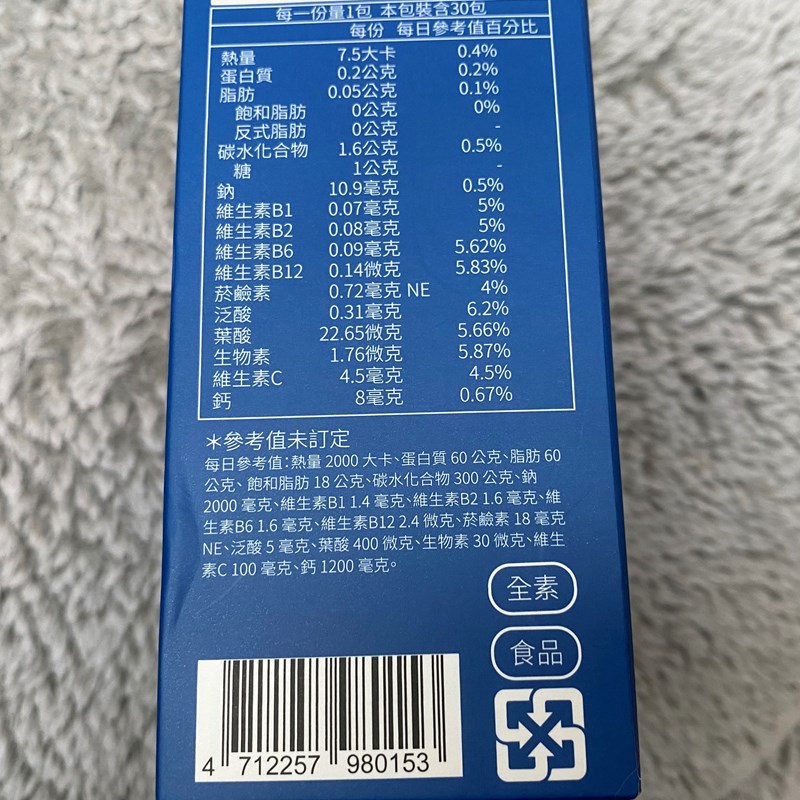 每一份量1包 本包裝含30包
每份 每日參考值百分比
熱量 7.5大卡 0.4%
蛋白質 0.2公克 0.2%
脂肪 0.05公克 0.1%
飽和脂肪 0公克 0%
反式脂肪 0公克 -
碳水化合物 1.6公克 0.5%
糖 1公克 -
鈉 10.9毫克 0.5%
維生素B1 0.07毫克 5%
維生素B2 0.08毫克 5%
維生素B6 0.09毫克 5.62%
維生素B12 0.14微克 5.83%
菸鹼素 0.72毫克 NE 4%
泛酸 0.31毫克 6.2%
葉酸 22.65微克 5.66%
生物素 1.76微克 5.87%
維生素C 4.5毫克 4.5%
鈣 8毫克 0.67%
＊參考值未訂定
每日參考值:熱量 2000 大卡、蛋白質 60 公克、脂肪 60
公克、飽和脂肪 18 公克、碳水化合物 300 公克、鈉
2000 毫克、維生素B1 1.4 毫克、維生素B2 1.6 毫克、維
生素B6 1.6 毫克、維生素B12 2.4 微克、菸鹼素 18 毫克
NE、泛酸 5 毫克、葉酸 400 微克、生物素 30 微克、維生
素C 100 毫克、鈣 1200 毫克。
全素
食品
4 712257 980153